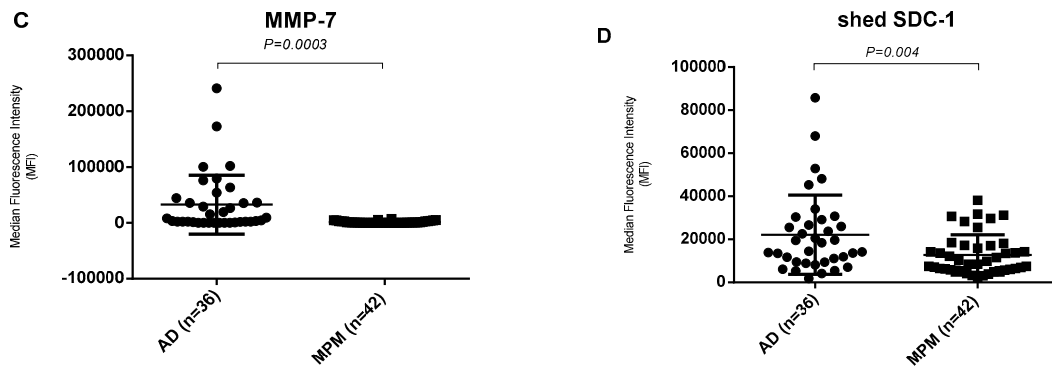 C
MMP-7
P=0.0003
Median Fluorescence Intensity
(MFI)
300000
200000
100000
0
-100000
AD (n=36)
MPM (n=42)
D
shed SDC-1
P=0.004
Median Fluorescence Intensity
(MFI)
100000
80000
60000
40000
20000
0
AD (n=36)
MPM (n=42)